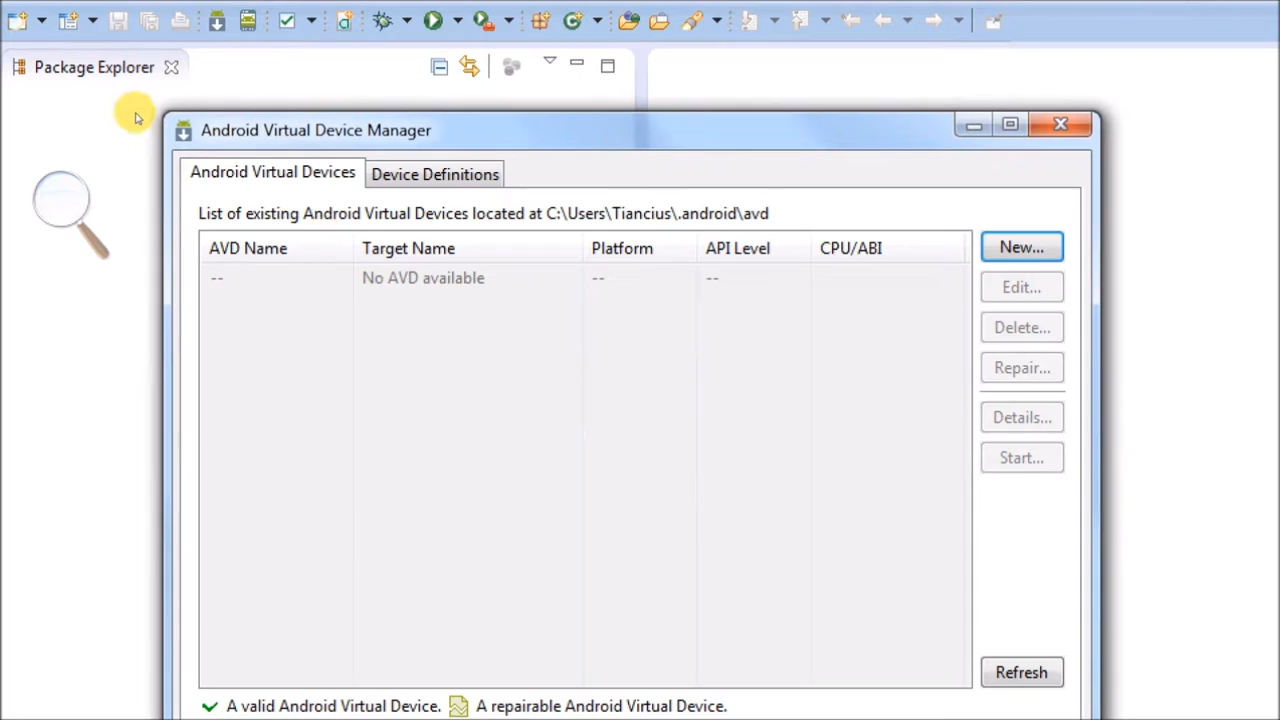 Package Explorer
Android Virtual Device Manager
Android Virtual Devices
Device Definitions
List of existing Android Virtual Devices located at C:\Users\Tiancius\.android\avd
AVD Name Target Name Platform API Level CPU/ABI
-- No AVD available -- --
New...
Edit...
Delete...
Repair...
Details...
Start...
Refresh
A valid Android Virtual Device. A repairable Android Virtual Device.